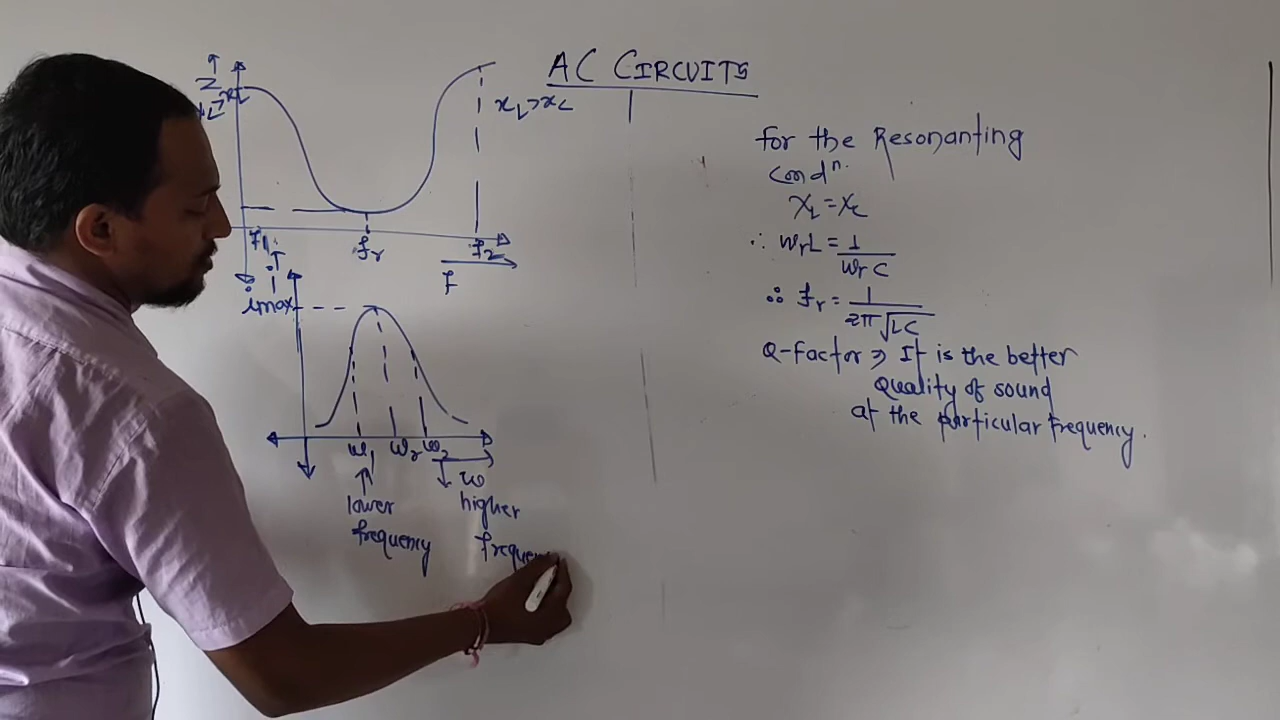 AC CIRCUITS
Z
XL>XC
f1
fr
f2
F
i
imax
ω1
ωr
ω2
ω
lower
frequency
higher
for the Resonanting
condn.
XL = XC
∴ ωrL = 1/ωrC
∴ fr = 1/2π√LC
Q-factor ⇒ It is the better
Quality of sound
at the particular frequency.